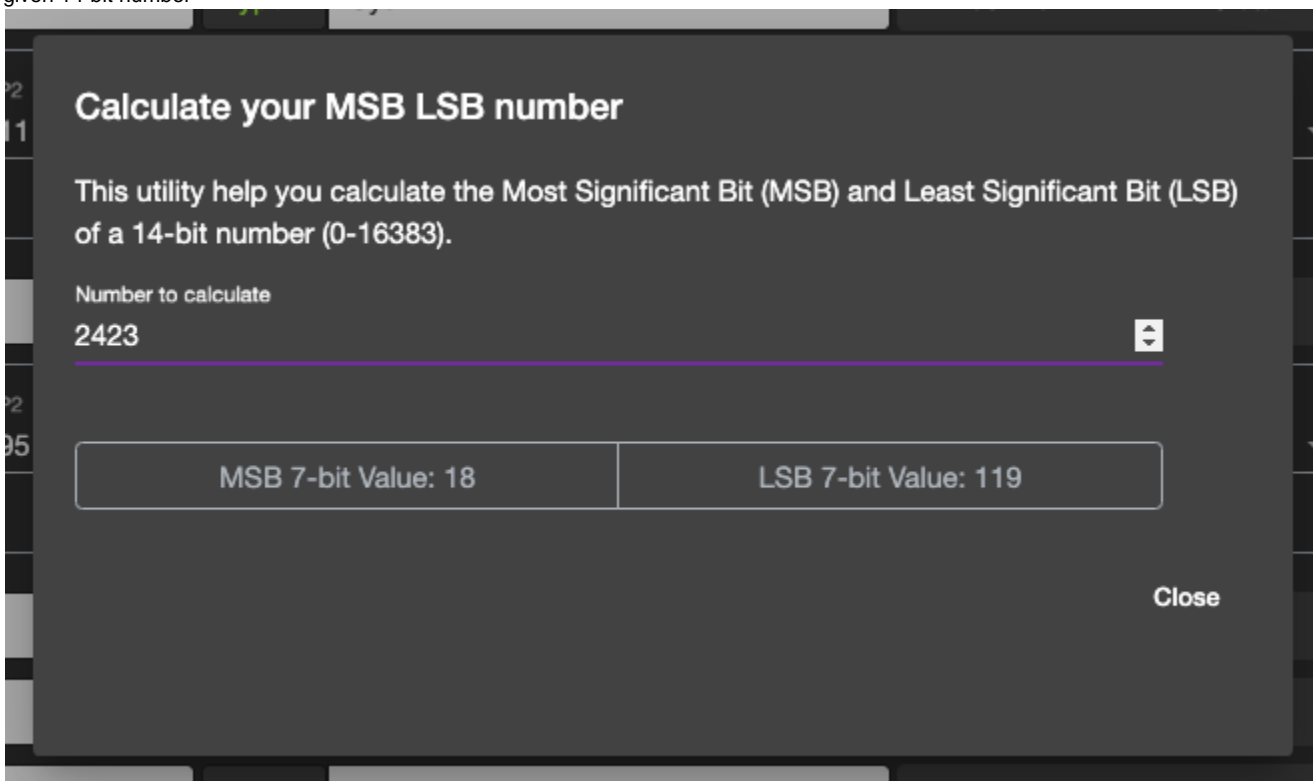 Calculate your MSB LSB number
This utility help you calculate the Most Significant Bit (MSB) and Least Significant Bit (LSB)
of a 14-bit number (0-16383).
Number to calculate
2423
MSB 7-bit Value: 18
LSB 7-bit Value: 119
Close